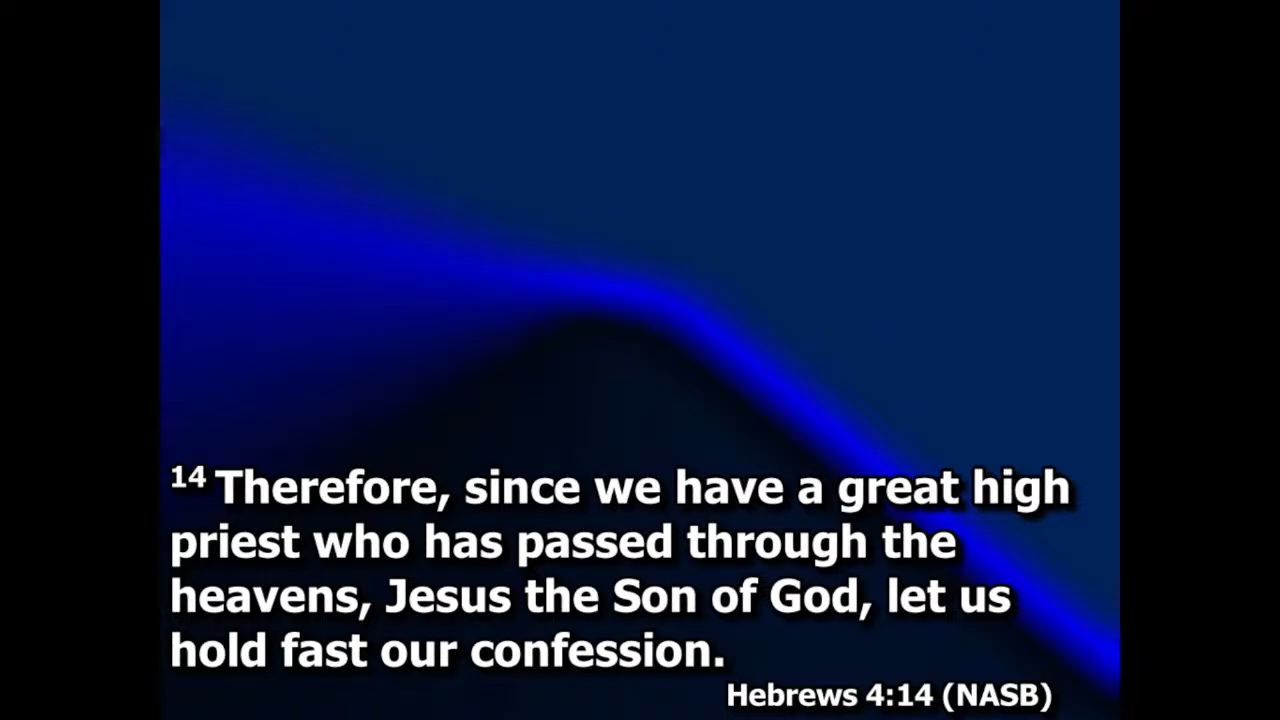 14 Therefore, since we have a great high
priest who has passed through the
heavens, Jesus the Son of God, let us
hold fast our confession.
Hebrews 4:14 (NASB)